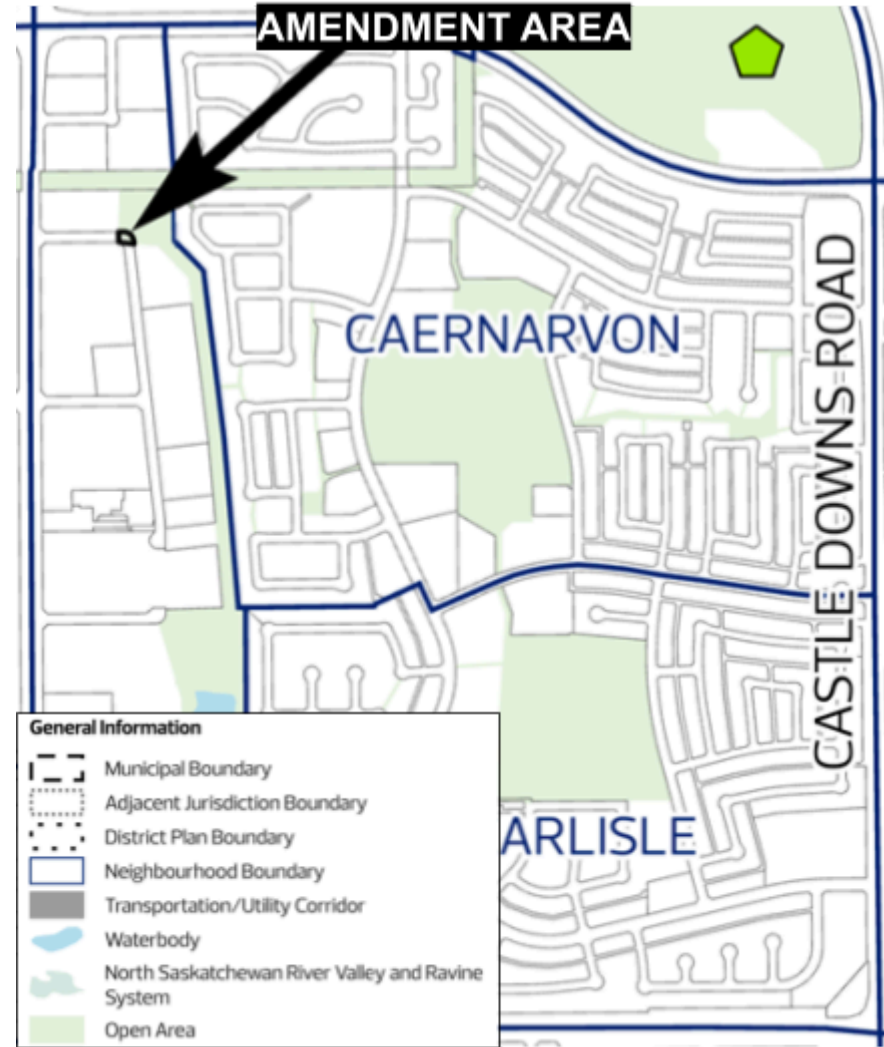 AMENDMENT AREA
CAERNARVON
CASTLE DOWNS ROAD
ARLISLE
General Information
Municipal Boundary
Adjacent Jurisdiction Boundary
District Plan Boundary
Neighbourhood Boundary
Transportation/Utility Corridor
Waterbody
North Saskatchewan River Valley and Ravine
System
Open Area